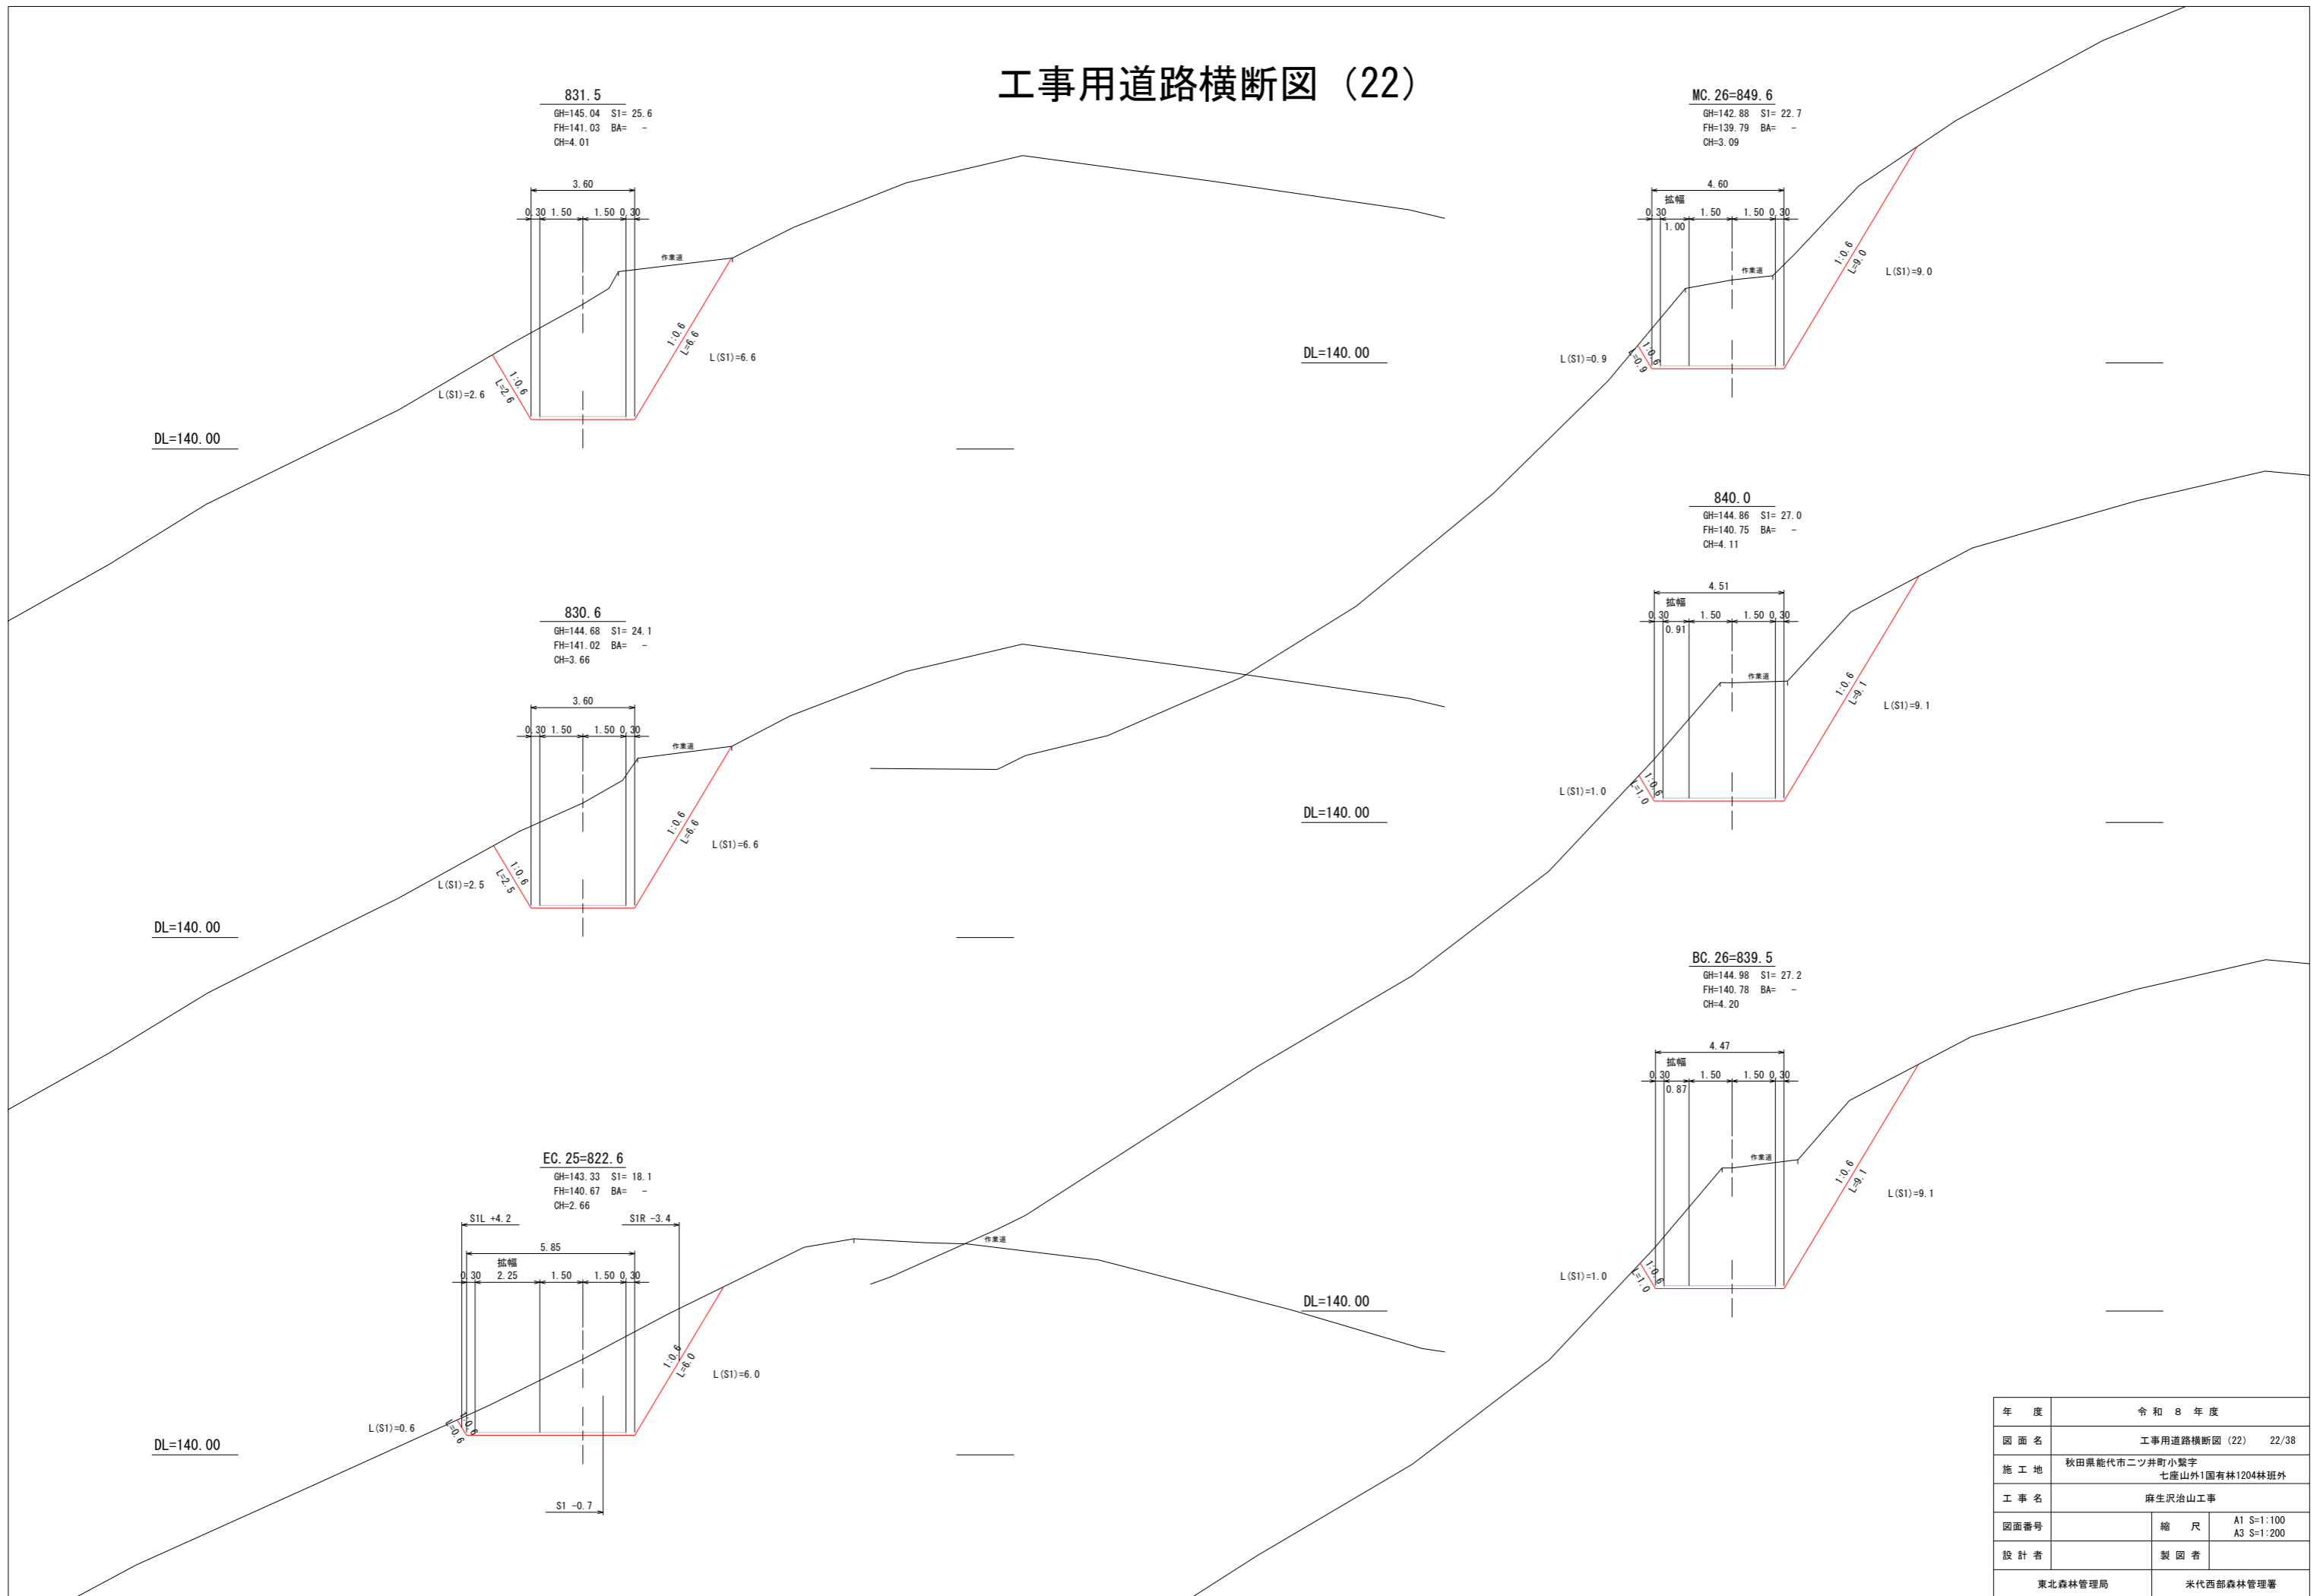 工事用道路横断図（22）
831.5
GH=145.04 S1= 25.6
FH=141.03 BA= -
CH=4.01
3.60
0.30 1.50 1.50 0.30
作業道
1:0.6
L=2.6
L(S1)=2.6
1:0.6
L=6.6
L(S1)=6.6
DL=140.00
830.6
GH=144.68 S1= 24.1
FH=141.02 BA= -
CH=3.66
3.60
0.30 1.50 1.50 0.30
作業道
1:0.6
L=2.5
L(S1)=2.5
1:0.6
L=6.6
L(S1)=6.6
DL=140.00
EC.25=822.6
GH=143.33 S1= 18.1
FH=140.67 BA= -
CH=2.66
S1L +4.2
S1R -3.4
5.85
拡幅
0.30 2.25 1.50 1.50 0.30
作業道
1:0.6
L=0.6
L(S1)=0.6
1:0.6
L=6.0
L(S1)=6.0
DL=140.00
S1 -0.7
MC.26=849.6
GH=142.88 S1= 22.7
FH=139.79 BA= -
CH=3.09
4.60
拡幅
0.30 1.50 1.50 0.30
1.00
作業道
1:0.6
L=0.9
L(S1)=0.9
1:0.6
L=9.0
L(S1)=9.0
DL=140.00
840.0
GH=144.86 S1= 27.0
FH=140.75 BA= -
CH=4.11
4.51
拡幅
0.30 1.50 1.50 0.30
0.91
作業道
1:0.6
L=1.0
L(S1)=1.0
1:0.6
L=9.1
L(S1)=9.1
DL=140.00
BC.26=839.5
GH=144.98 S1= 27.2
FH=140.78 BA= -
CH=4.20
4.47
拡幅
0.30 1.50 1.50 0.30
0.87
作業道
1:0.6
L=1.0
L(S1)=1.0
1:0.6
L=9.1
L(S1)=9.1
DL=140.00
年 度 令和 8 年度
図面名 工事用道路横断図（22） 22/38
施工地 秋田県能代市二ツ井町小繋字
七座山外1国有林1204林班外
工事名 麻生沢治山工事
図面番号 縮 尺 A1 S=1:100
A3 S=1:200
設計者 製図者
東北森林管理局 米代西部森林管理署